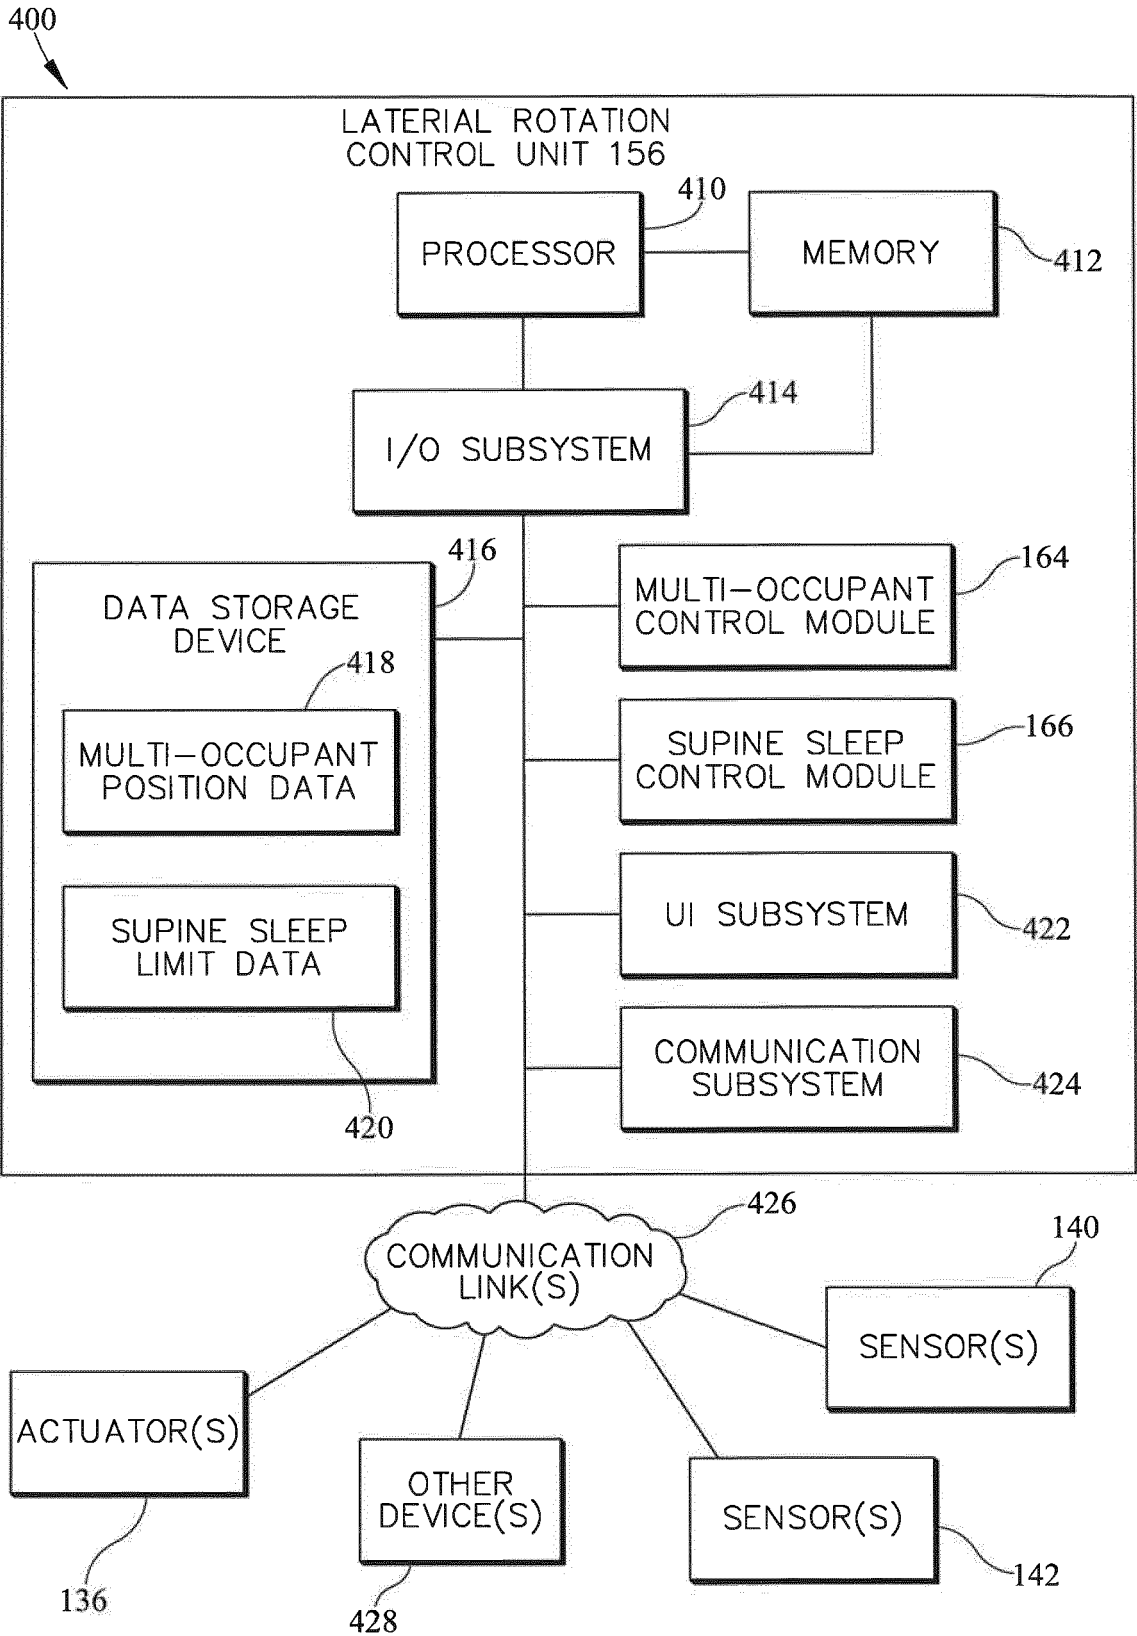 400
LATERIAL ROTATION
CONTROL UNIT 156
410
PROCESSOR
MEMORY
412
414
I/O SUBSYSTEM
416
DATA STORAGE
DEVICE
418
MULTI-OCCUPANT
POSITION DATA
SUPINE SLEEP
LIMIT DATA
420
164
MULTI-OCCUPANT
CONTROL MODULE
166
SUPINE SLEEP
CONTROL MODULE
UI SUBSYSTEM
422
COMMUNICATION
SUBSYSTEM
424
426
COMMUNICATION
LINK(S)
140
SENSOR(S)
ACTUATOR(S)
136
OTHER
DEVICE(S)
428
SENSOR(S)
142